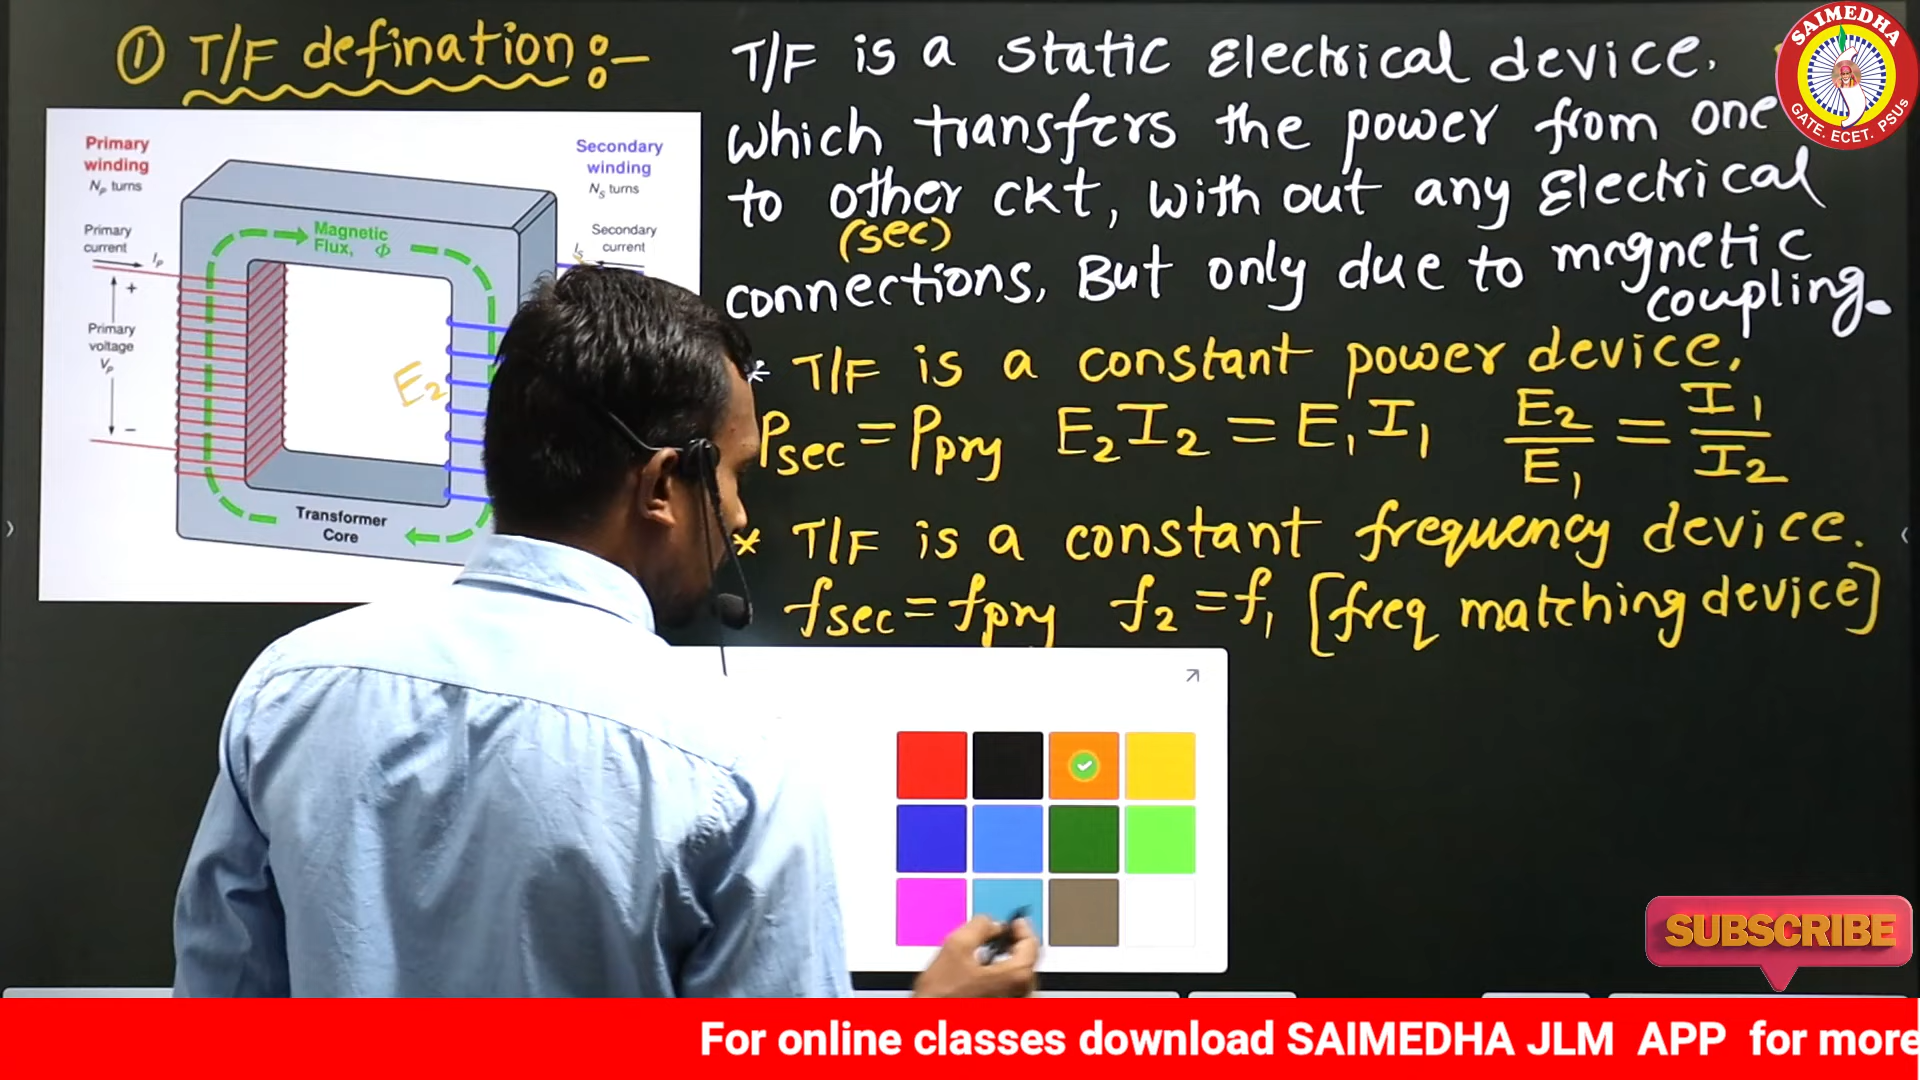 ① T/F defination:-
T/F is a static Electrical device.
which transfers the power from one
to other ckt, with out any Electrical
(sec)
connections, But only due to magnetic
coupling.
* T/F is a constant power device.
Psec = Ppry E₂I₂ = E₁I₁ E₂/E₁ = I₁/I₂
* T/F is a constant frequency device.
fsec = fpry f₂ = f₁ [freq matching device]
Primary
winding
Nₚ turns
Primary
current
Iₚ
+
Primary
voltage
Vₚ
−
Magnetic
Flux, Φ
Secondary
winding
Nₛ turns
Secondary
current
Iₛ
E₂
Transformer
Core
SAIMEDHA
GATE. ECET. PSUs
SUBSCRIBE
For online classes download SAIMEDHA JLM APP for more